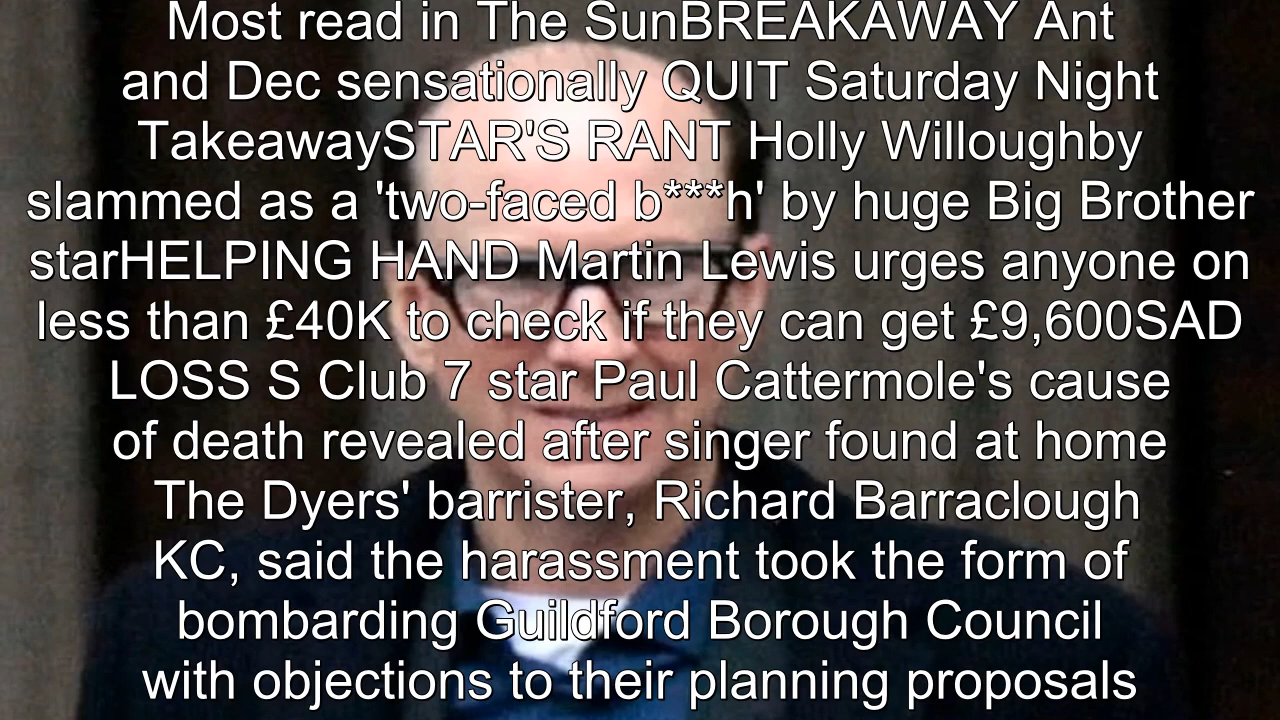 Most read in The SunBREAKAWAY Ant
and Dec sensationally QUIT Saturday Night
TakeawaySTAR'S RANT Holly Willoughby
slammed as a 'two-faced b***h' by huge Big Brother
starHELPING HAND Martin Lewis urges anyone on
less than £40K to check if they can get £9,600SAD
LOSS S Club 7 star Paul Cattermole's cause
of death revealed after singer found at home
The Dyers' barrister, Richard Barraclough
KC, said the harassment took the form of
bombarding Guildford Borough Council
with objections to their planning proposals